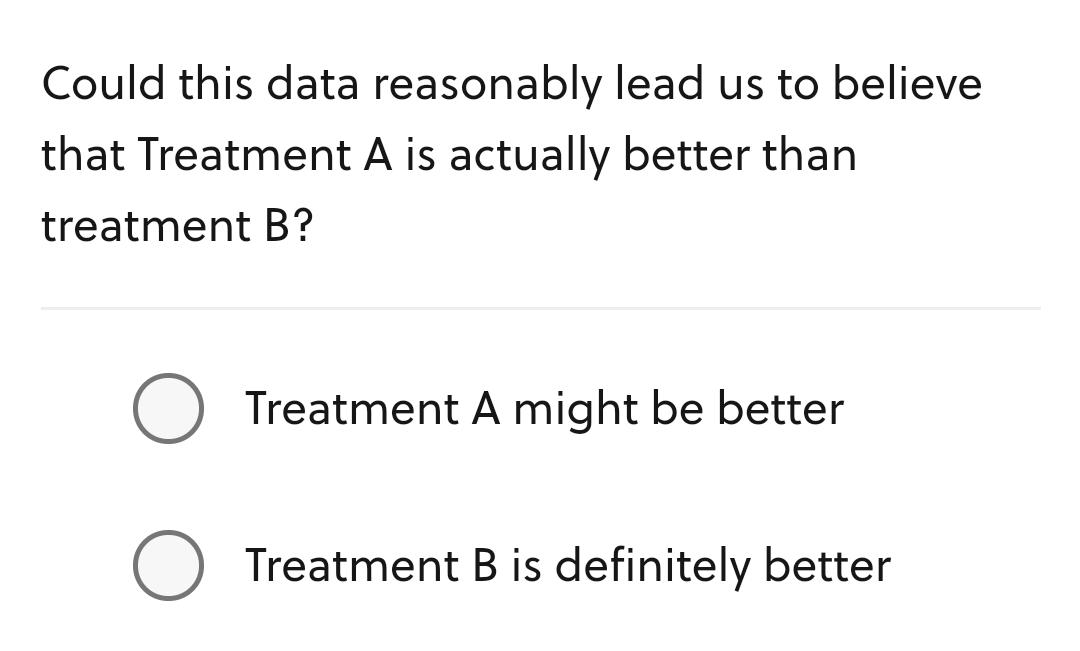 Could this data reasonably lead us to believe
that Treatment A is actually better than
treatment B?
Treatment A might be better
Treatment B is definitely better